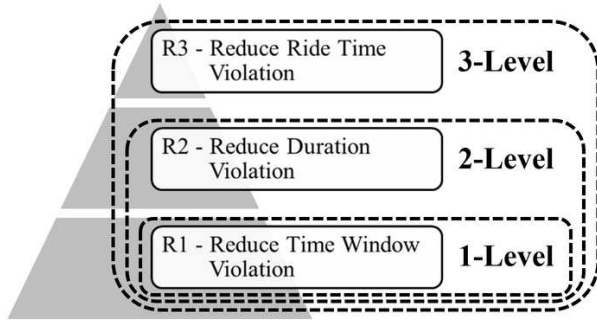 R3 - Reduce Ride Time
Violation
3-Level
R2 - Reduce Duration
Violation
2-Level
R1 - Reduce Time Window
Violation
1-Level